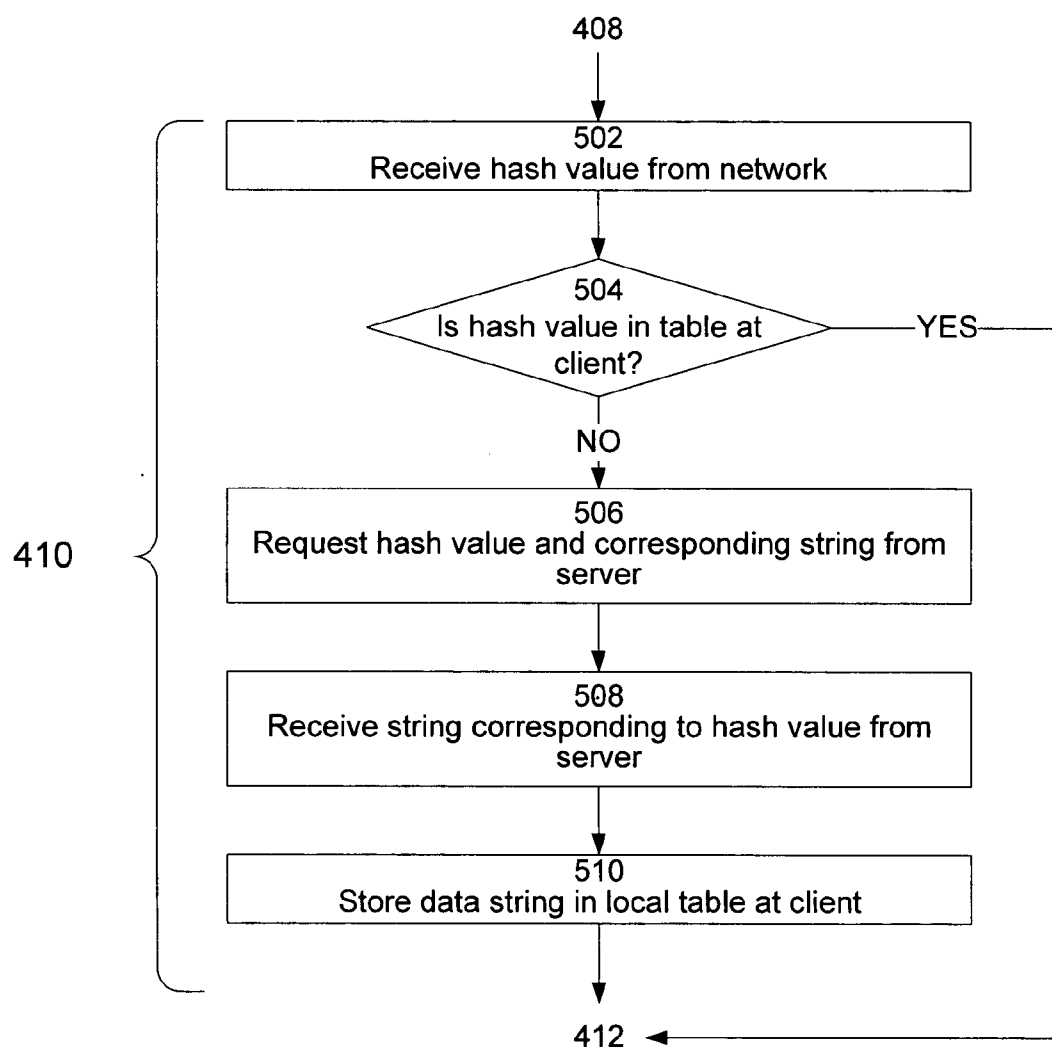 408
502
Receive hash value from network
504
Is hash value in table at
client?
YES
NO
506
Request hash value and corresponding string from
server
410
508
Receive string corresponding to hash value from
server
510
Store data string in local table at client
412